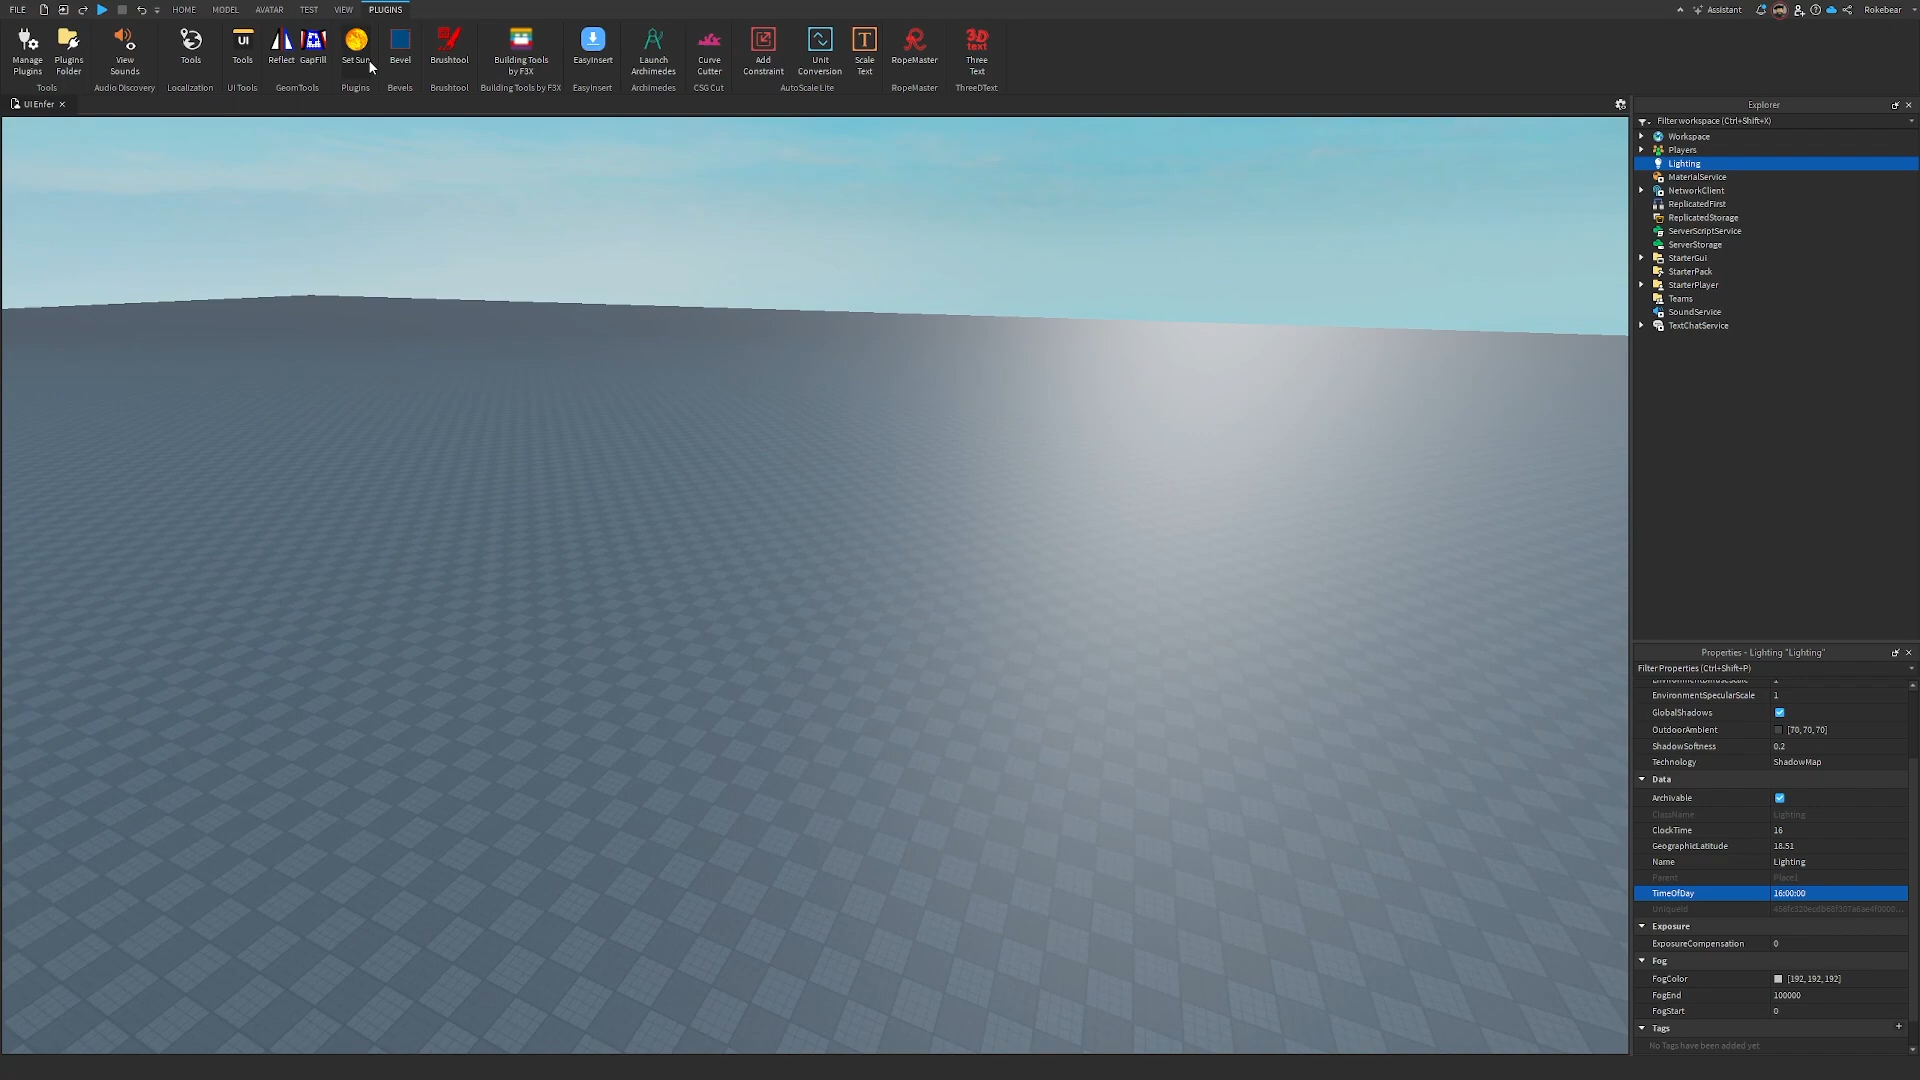 FILE HOME MODEL AVATAR TEST VIEW PLUGINS Assistant Rokebear
Manage Plugins
Plugins Folder
Tools
View Sounds
Audio Discovery
Tools
Localization
UI
Tools
UI Tools
Reflect
GapFill
GeomTools
Set Sun
Plugins
Bevel
Bevels
Brushtool
Brushtool
Building Tools by F3X
Building Tools by F3X
EasyInsert
EasyInsert
Launch Archimedes
Archimedes
Curve Cutter
CSG Cut
Add Constraint
Unit Conversion
T
Scale Text
AutoScale Lite
RopeMaster
RopeMaster
3D text
Three Text
ThreeDText
UI Enfer
Explorer
Filter workspace (Ctrl+Shift+X)
Workspace
Players
Lighting
MaterialService
NetworkClient
ReplicatedFirst
ReplicatedStorage
ServerScriptService
ServerStorage
StarterGui
StarterPack
StarterPlayer
Teams
SoundService
TextChatService
Properties - Lighting "Lighting"
Filter Properties (Ctrl+Shift+P)
EnvironmentDiffuseScale 1
EnvironmentSpecularScale 1
GlobalShadows
OutdoorAmbient [70, 70, 70]
ShadowSoftness 0.2
Technology ShadowMap
Data
Archivable
ClassName Lighting
ClockTime 16
GeographicLatitude 18.51
Name Lighting
Parent Place1
TimeOfDay 16:00:00
UniqueId
Exposure
ExposureCompensation 0
Fog
FogColor [192, 192, 192]
FogEnd 100000
FogStart 0
Tags +
No Tags have been added yet